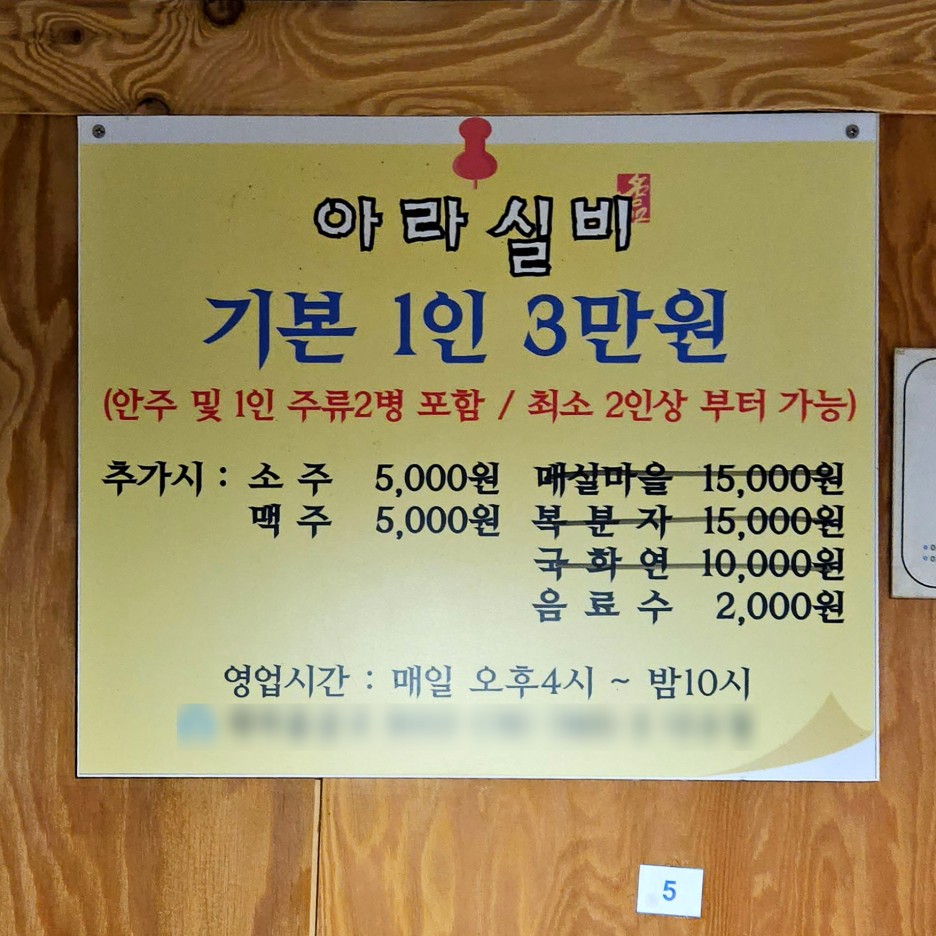 아라실비
기본 1인 3만원
(안주 및 1인 주류2병 포함 / 최소 2인상 부터 가능)
추가시 : 소 주 5,000원 매실마을 15,000원
맥 주 5,000원 복 분 자 15,000원
국 화 연 10,000원
음 료 수 2,000원
영업시간 : 매일 오후4시 ~ 밤10시
5